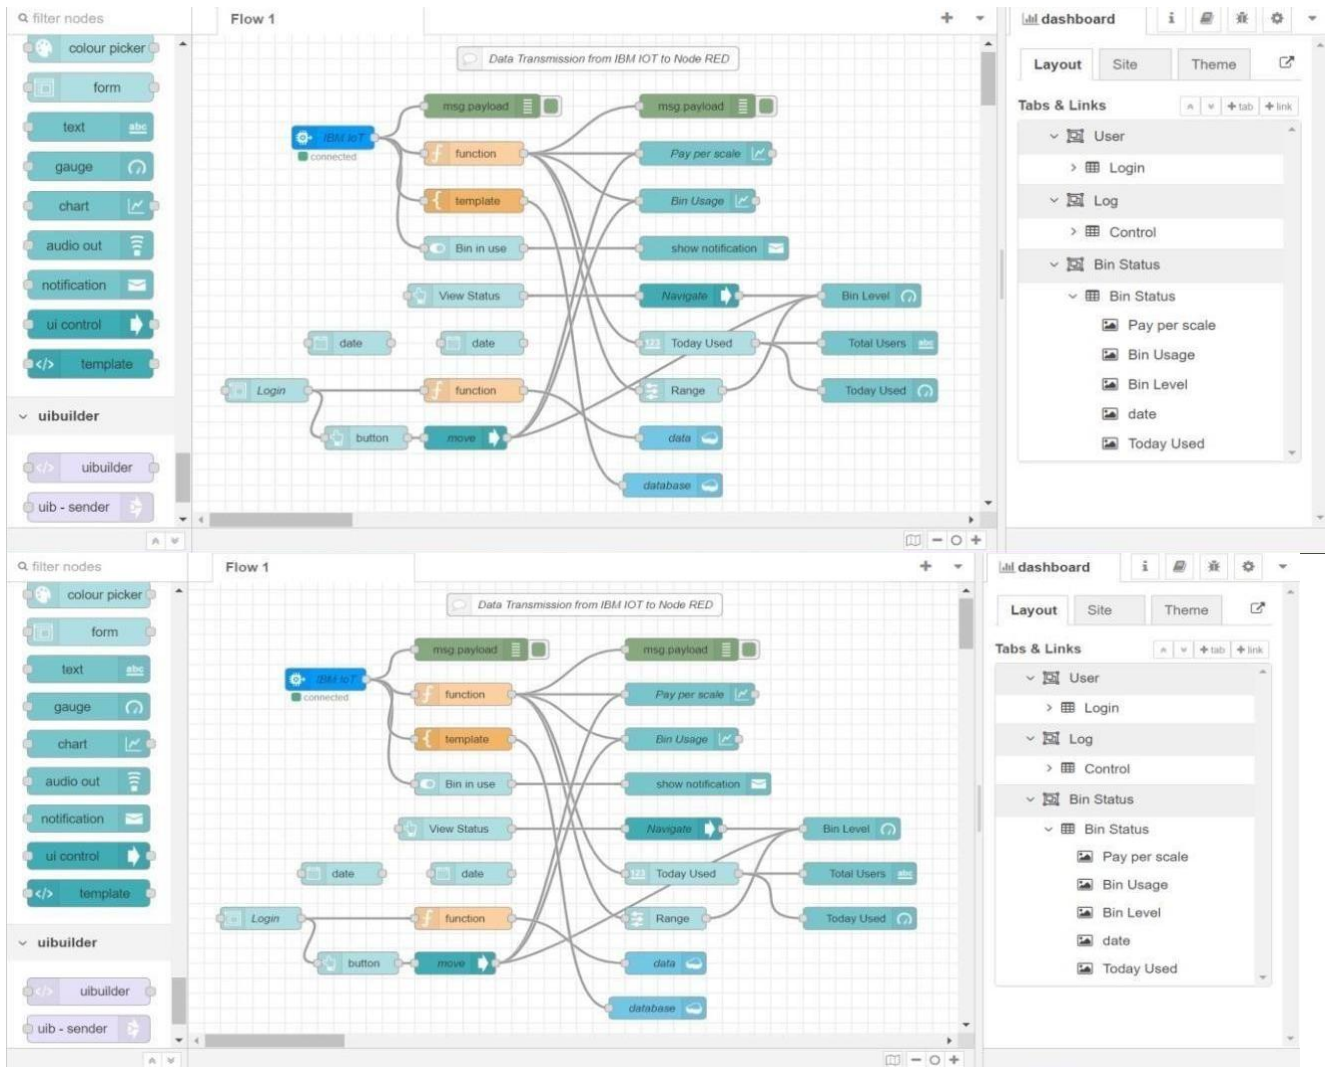 filter nodes
Flow 1
dashboard
i
colour picker
form
text
abc
gauge
chart
audio out
notification
ui control
template
</>
uibuilder
uibuilder
</>
uib - sender
Data Transmission from IBM IOT to Node RED
msg.payload
msg.payload
IBM IoT
connected
function
Pay per scale
template
Bin Usage
Bin in use
show notification
View Status
Navigate
Bin Level
date
date
123
Today Used
Total Users
abc
Login
function
Range
Today Used
button
move
data
database
Layout
Site
Theme
Tabs & Links
+tab
+link
User
Login
Log
Control
Bin Status
Bin Status
Pay per scale
Bin Usage
Bin Level
date
Today Used
filter nodes
Flow 1
dashboard
i
colour picker
form
text
abc
gauge
chart
audio out
notification
ui control
template
</>
uibuilder
uibuilder
</>
uib - sender
Data Transmission from IBM IOT to Node RED
msg.payload
msg.payload
IBM IoT
connected
function
Pay per scale
template
Bin Usage
Bin in use
show notification
View Status
Navigate
Bin Level
date
date
123
Today Used
Total Users
abc
Login
function
Range
Today Used
button
move
data
database
Layout
Site
Theme
Tabs & Links
+tab
+link
User
Login
Log
Control
Bin Status
Bin Status
Pay per scale
Bin Usage
Bin Level
date
Today Used